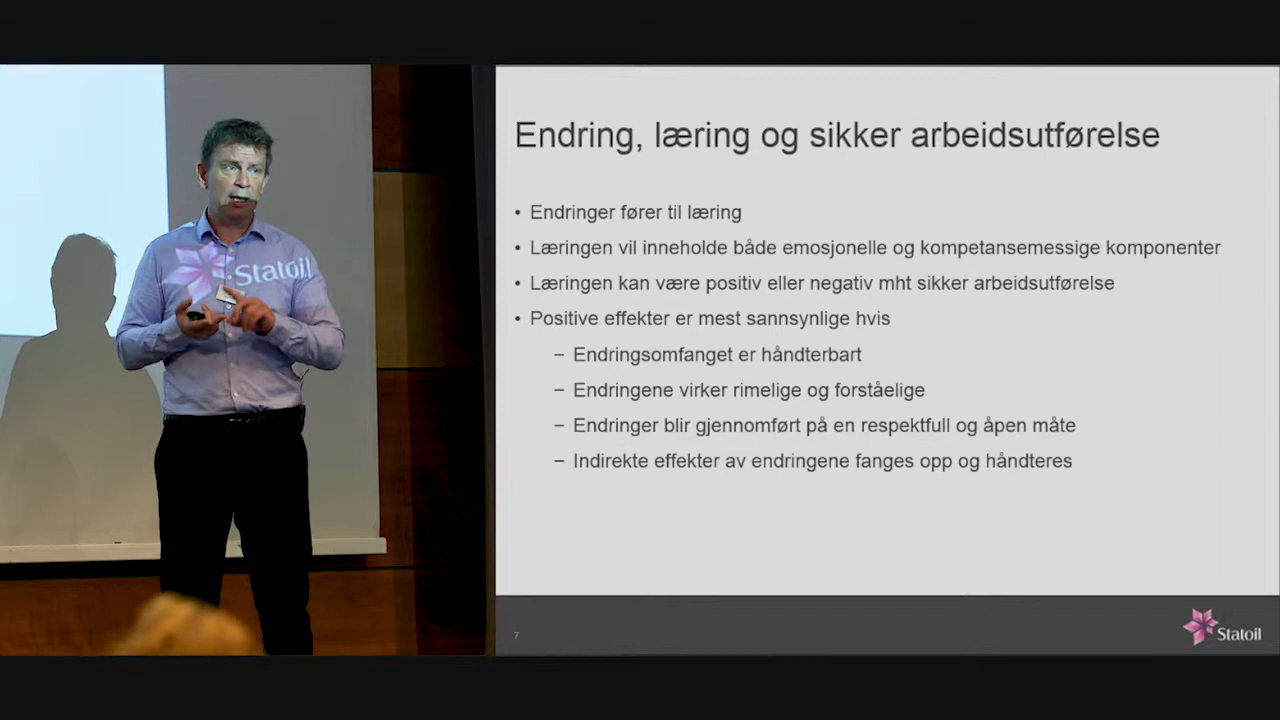 Statoil
Endring, læring og sikker arbeidsutførelse
• Endringer fører til læring
• Læringen vil inneholde både emosjonelle og kompetansemessige komponenter
• Læringen kan være positiv eller negativ mht sikker arbeidsutførelse
• Positive effekter er mest sannsynlige hvis
– Endringsomfanget er håndterbart
– Endringene virker rimelige og forståelige
– Endringer blir gjennomført på en respektfull og åpen måte
– Indirekte effekter av endringene fanges opp og håndteres
7
Statoil